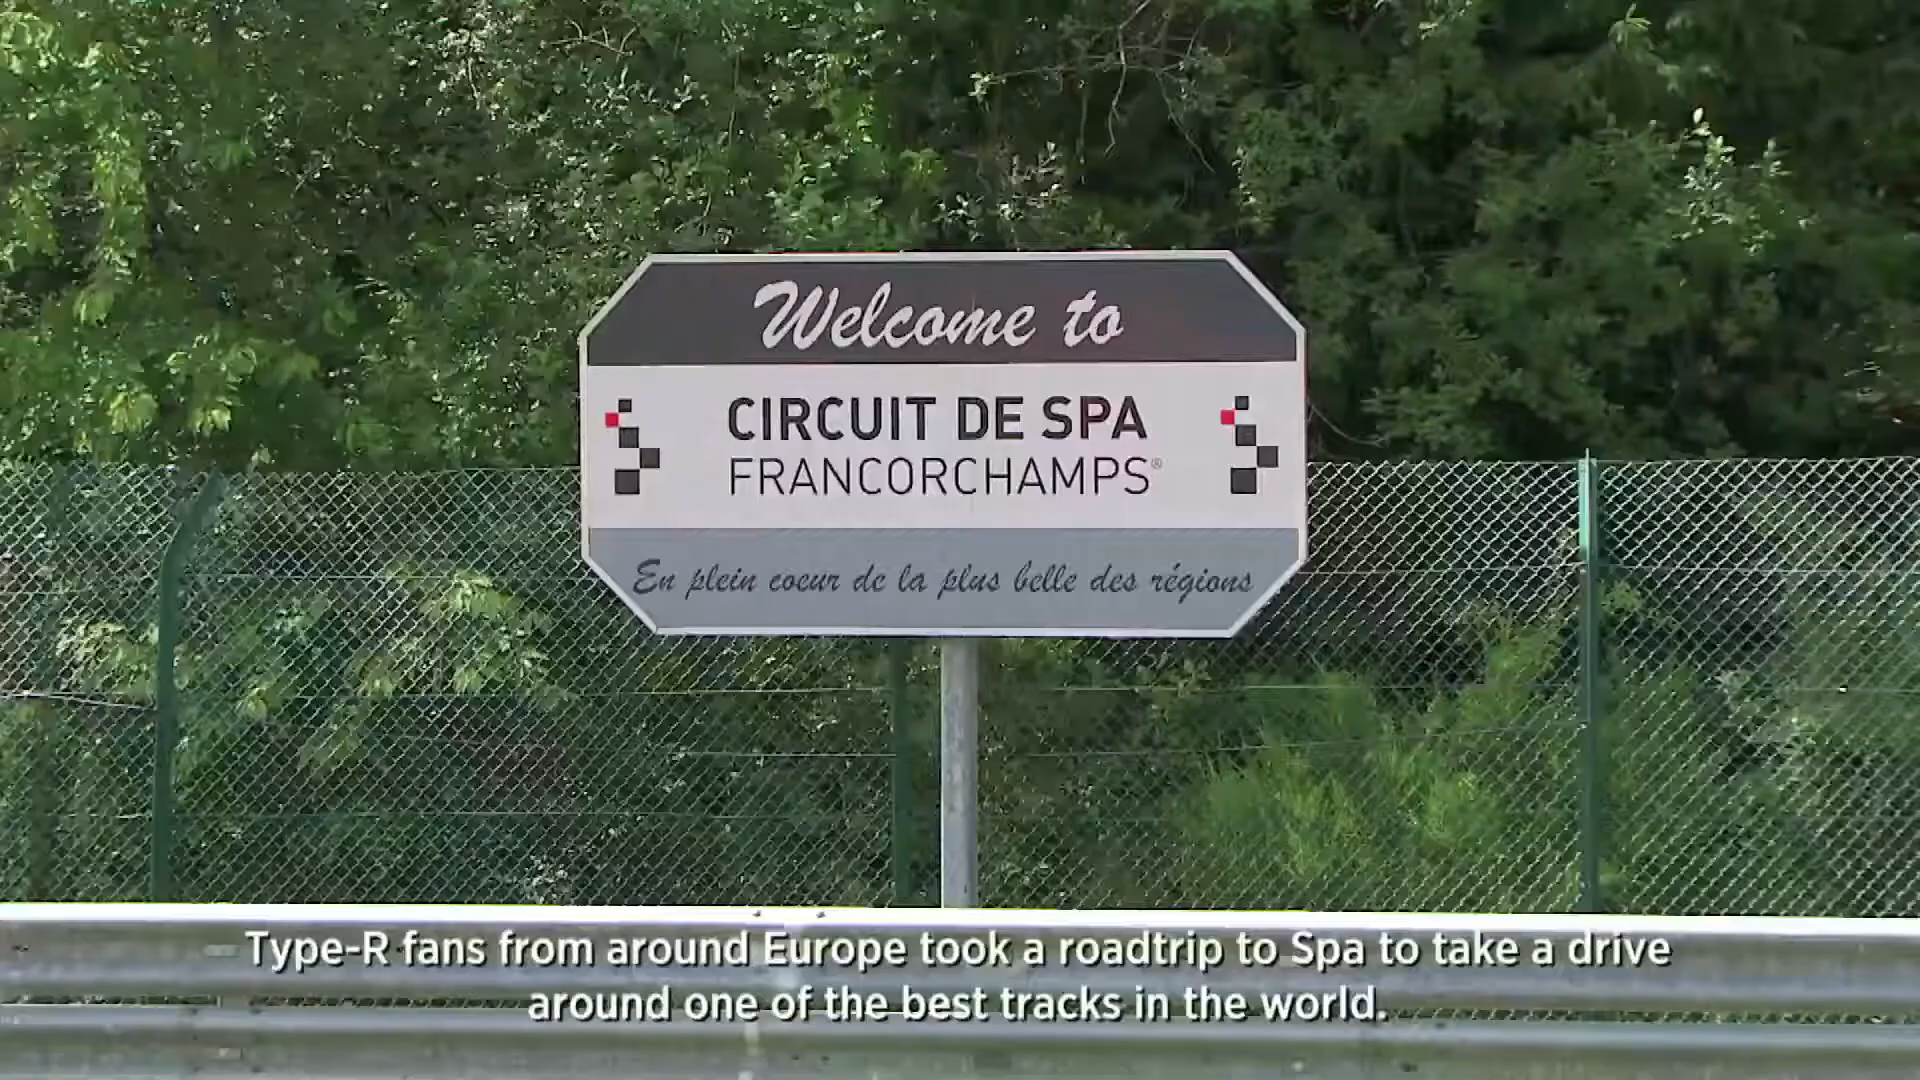 Welcome to
CIRCUIT DE SPA
FRANCORCHAMPS®
En plein coeur de la plus belle des régions
Type-R fans from around Europe took a roadtrip to Spa to take a drive
around one of the best tracks in the world.